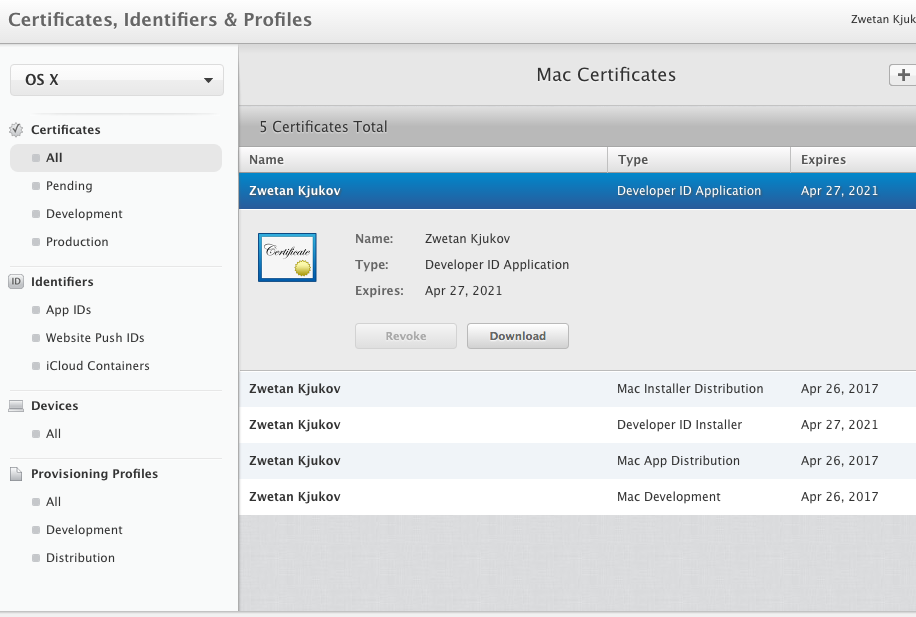 Certificates, Identifiers & Profiles
Zwetan Kjuk
OS X
Certificates
All
Pending
Development
Production
ID Identifiers
App IDs
Website Push IDs
iCloud Containers
Devices
All
Provisioning Profiles
All
Development
Distribution
Mac Certificates
+
5 Certificates Total
Name Type Expires
Zwetan Kjukov Developer ID Application Apr 27, 2021
Certificate
Name: Zwetan Kjukov
Type: Developer ID Application
Expires: Apr 27, 2021
Revoke Download
Zwetan Kjukov Mac Installer Distribution Apr 26, 2017
Zwetan Kjukov Developer ID Installer Apr 27, 2021
Zwetan Kjukov Mac App Distribution Apr 26, 2017
Zwetan Kjukov Mac Development Apr 26, 2017